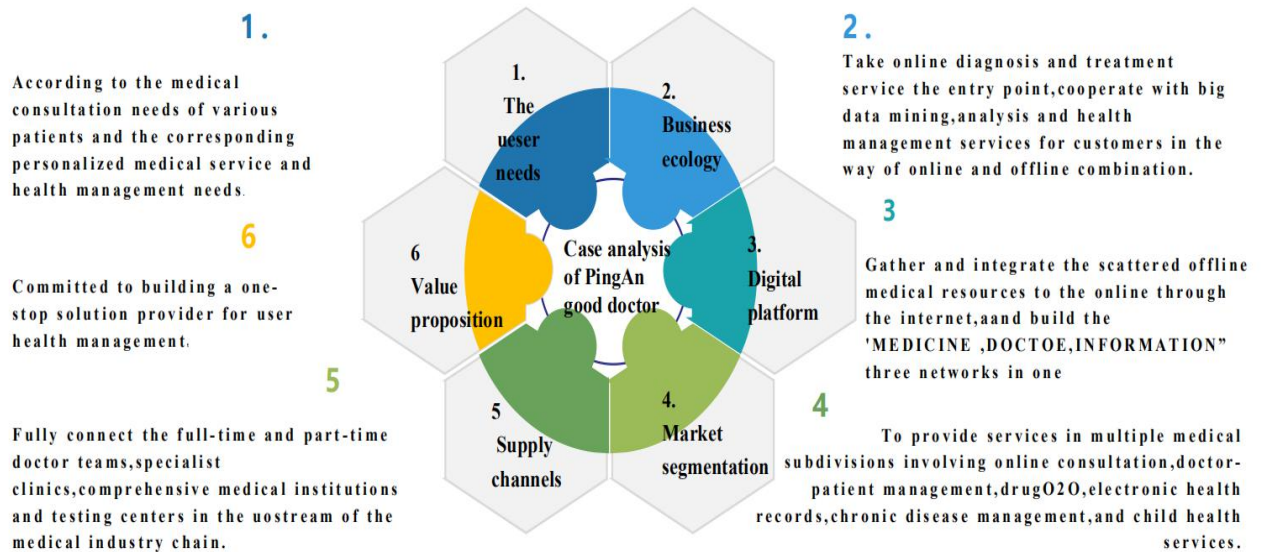 1.
According to the medical
consultation needs of various
patients and the corresponding
personalized medical service and
health management needs.
6
Committed to building a one-
stop solution provider for user
health management.
5
Fully connect the full-time and part-time
doctor teams,specialist
clinics,comprehensive medical institutions
and testing centers in the uostream of the
medical industry chain.
1.
The
ueser
needs
2.
Business
ecology
6
Value
proposition
Case analysis
of PingAn
good doctor
3.
Digital
platform
5
Supply
channels
4.
Market
segmentation
2.
Take online diagnosis and treatment
service the entry point,cooperate with big
data mining,analysis and health
management services for customers in the
way of online and offline combination.
3
Gather and integrate the scattered offline
medical resources to the online through
the internet,aand build the
'MEDICINE ,DOCTOE,INFORMATION”
three networks in one
4
To provide services in multiple medical
subdivisions involving online consultation,doctor-
patient management,drugO2O,electronic health
records,chronic disease management,and child health
services.